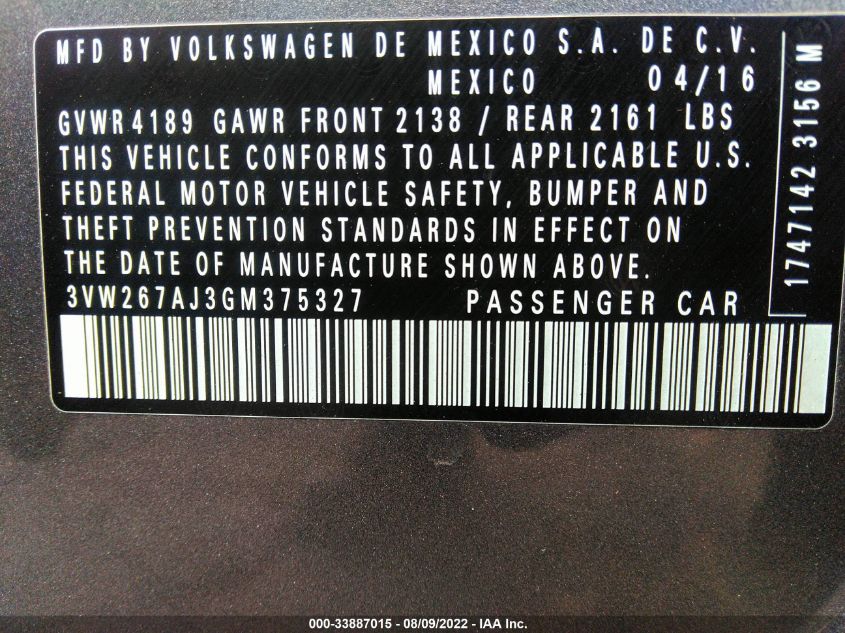 MFD BY VOLKSWAGEN DE MEXICO S.A. DE C.V.
MEXICO 04/16
GVWR 4189 GAWR FRONT 2138 / REAR 2161 LBS
THIS VEHICLE CONFORMS TO ALL APPLICABLE U.S.
FEDERAL MOTOR VEHICLE SAFETY, BUMPER AND
THEFT PREVENTION STANDARDS IN EFFECT ON
THE DATE OF MANUFACTURE SHOWN ABOVE.
3VW267AJ3GM375327 PASSENGER CAR
1747142 3156 M
000-33887015 - 08/09/2022 - IAA Inc.